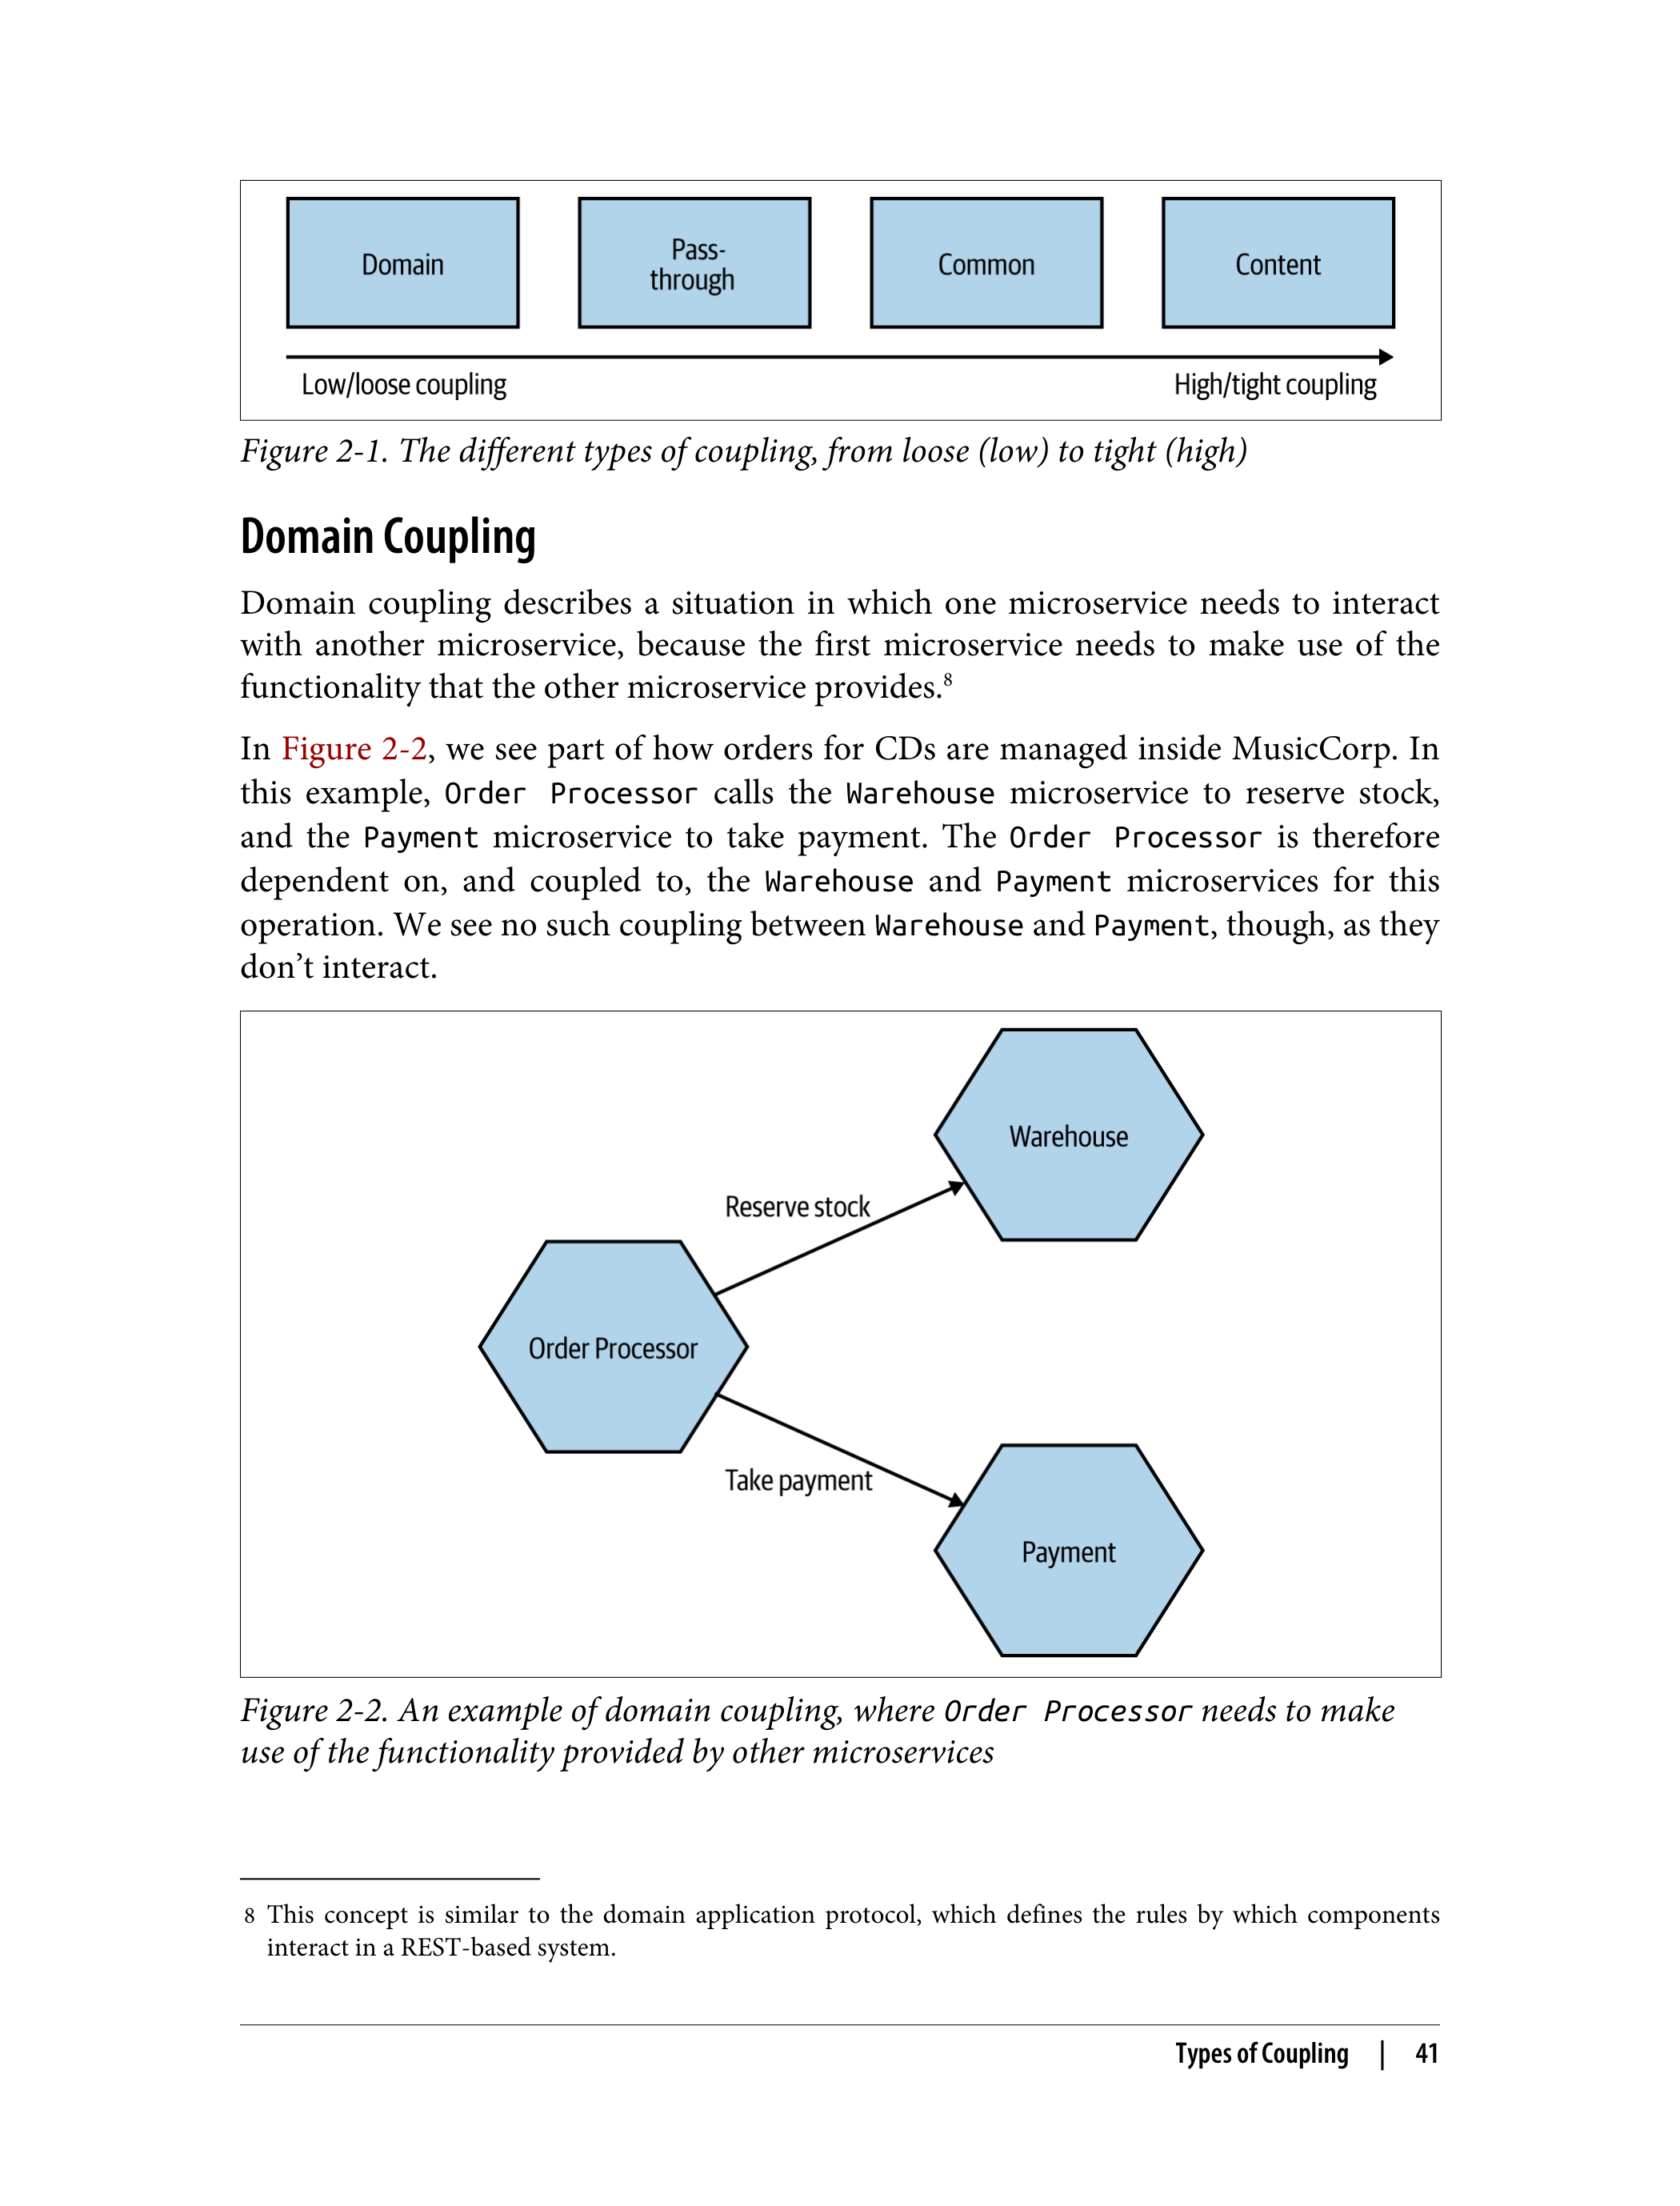 Domain
Pass-
through
Common
Content
Low/loose coupling
High/tight coupling
Figure 2-1. The different types of coupling, from loose (low) to tight (high)
Domain Coupling
Domain coupling describes a situation in which one microservice needs to interact
with another microservice, because the first microservice needs to make use of the
functionality that the other microservice provides.8
In Figure 2-2, we see part of how orders for CDs are managed inside MusicCorp. In
this example, Order Processor calls the Warehouse microservice to reserve stock,
and the Payment microservice to take payment. The Order Processor is therefore
dependent on, and coupled to, the Warehouse and Payment microservices for this
operation. We see no such coupling between Warehouse and Payment, though, as they
don’t interact.
Warehouse
Reserve stock
Order Processor
Take payment
Payment
Figure 2-2. An example of domain coupling, where Order Processor needs to make
use of the functionality provided by other microservices
8 This concept is similar to the domain application protocol, which defines the rules by which components
interact in a REST-based system.
Types of Coupling | 41